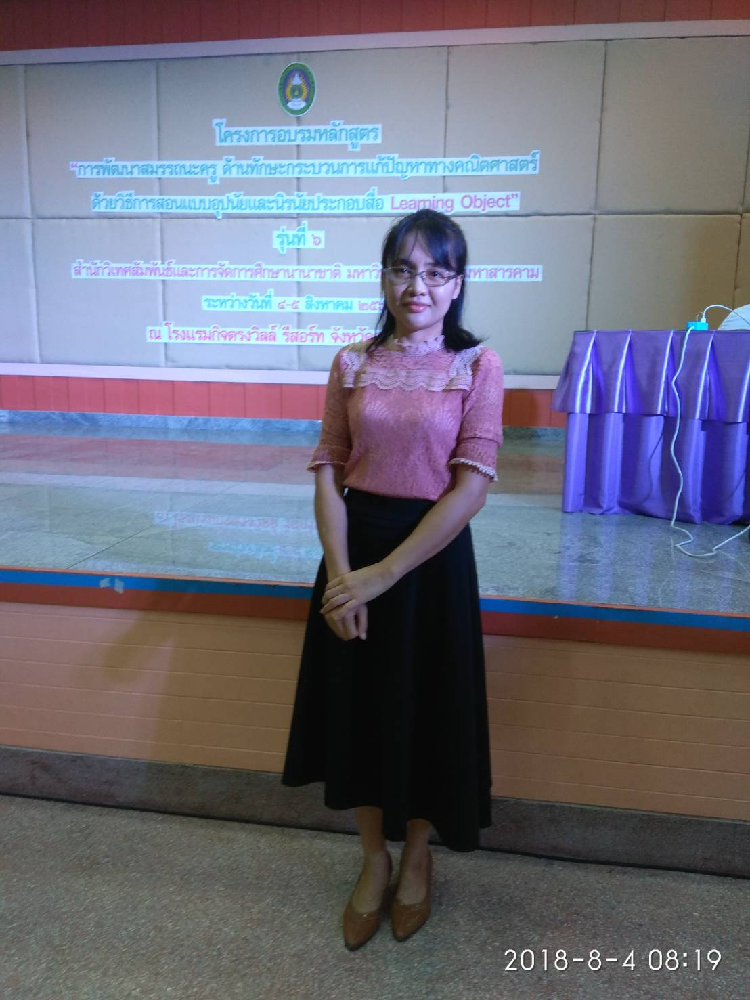 โครงการอบรมหลักสูตร
“การพัฒนาสมรรถนะครู ด้านทักษะกระบวนการแก้ปัญหาทางคณิตศาสตร์
ด้วยวิธีการสอนแบบอุปนัยและนิรนัยประกอบสื่อ Learning Object”
รุ่นที่ ๖
สำนักวิเทศสัมพันธ์และการจัดการศึกษานานาชาติ มหาสารคาม
ระหว่างวันที่ ๔-๕ สิงหาคม
ณ โรงแรมกิจตรงวิลล์ รีสอร์ท จังหวัด
2018-8-4 08:19